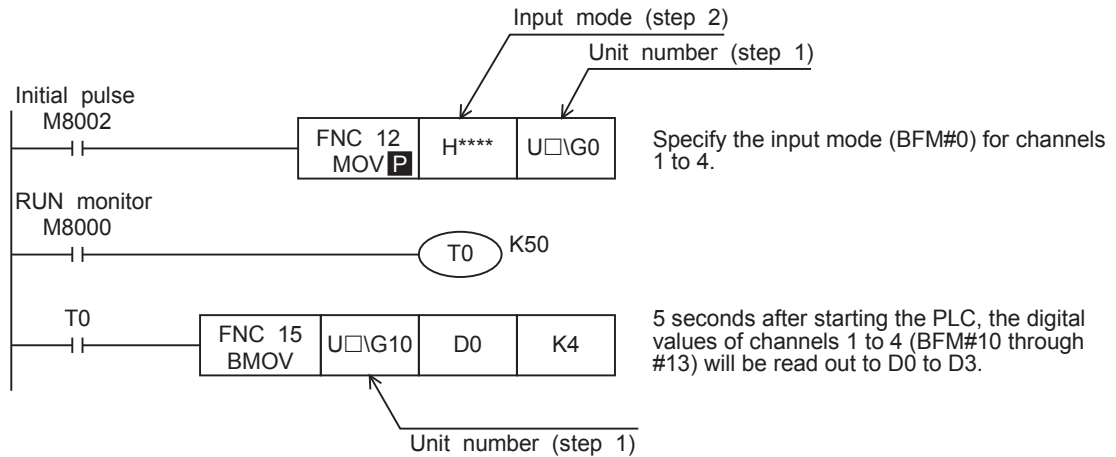 Input mode (step 2)
Unit number (step 1)
Initial pulse
M8002
FNC 12
MOV P
H****
U□\G0
Specify the input mode (BFM#0) for channels
1 to 4.
RUN monitor
M8000
T0
K50
T0
FNC 15
BMOV
U□\G10
D0
K4
5 seconds after starting the PLC, the digital
values of channels 1 to 4 (BFM#10 through
#13) will be read out to D0 to D3.
Unit number (step 1)